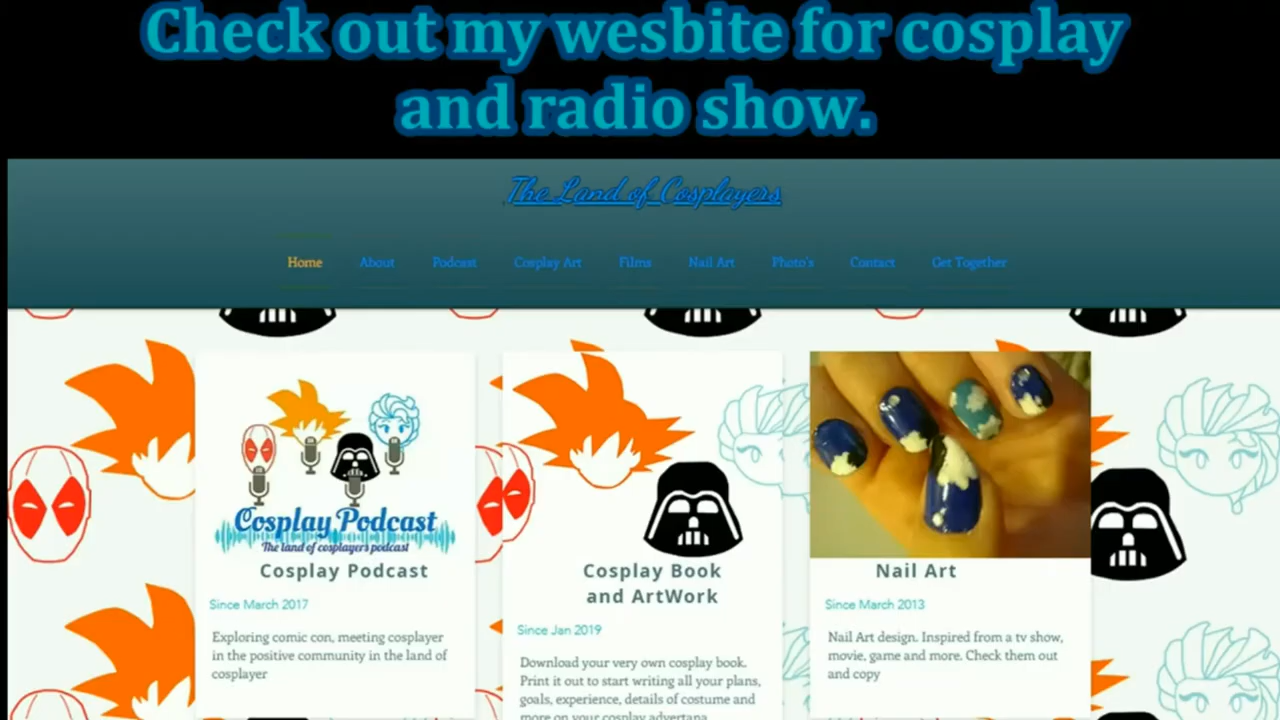 Check out my wesbite for cosplay
and radio show.
The Land of Cosplayers
Home About Podcast Cosplay Art Films Nail Art Photo's Contact Get Together
Cosplay Podcast
The land of cosplayers podcast
Cosplay Podcast
Since March 2017
Exploring comic con, meeting cosplayer
in the positive community in the land of
cosplayer
Cosplay Book
and ArtWork
Since Jan 2019
Download your very own cosplay book.
Print it out to start writing all your plans,
goals, experience, details of costume and
more on your cosplay
Nail Art
Since March 2013
Nail Art design. Inspired from a tv show,
movie, game and more. Check them out
and copy